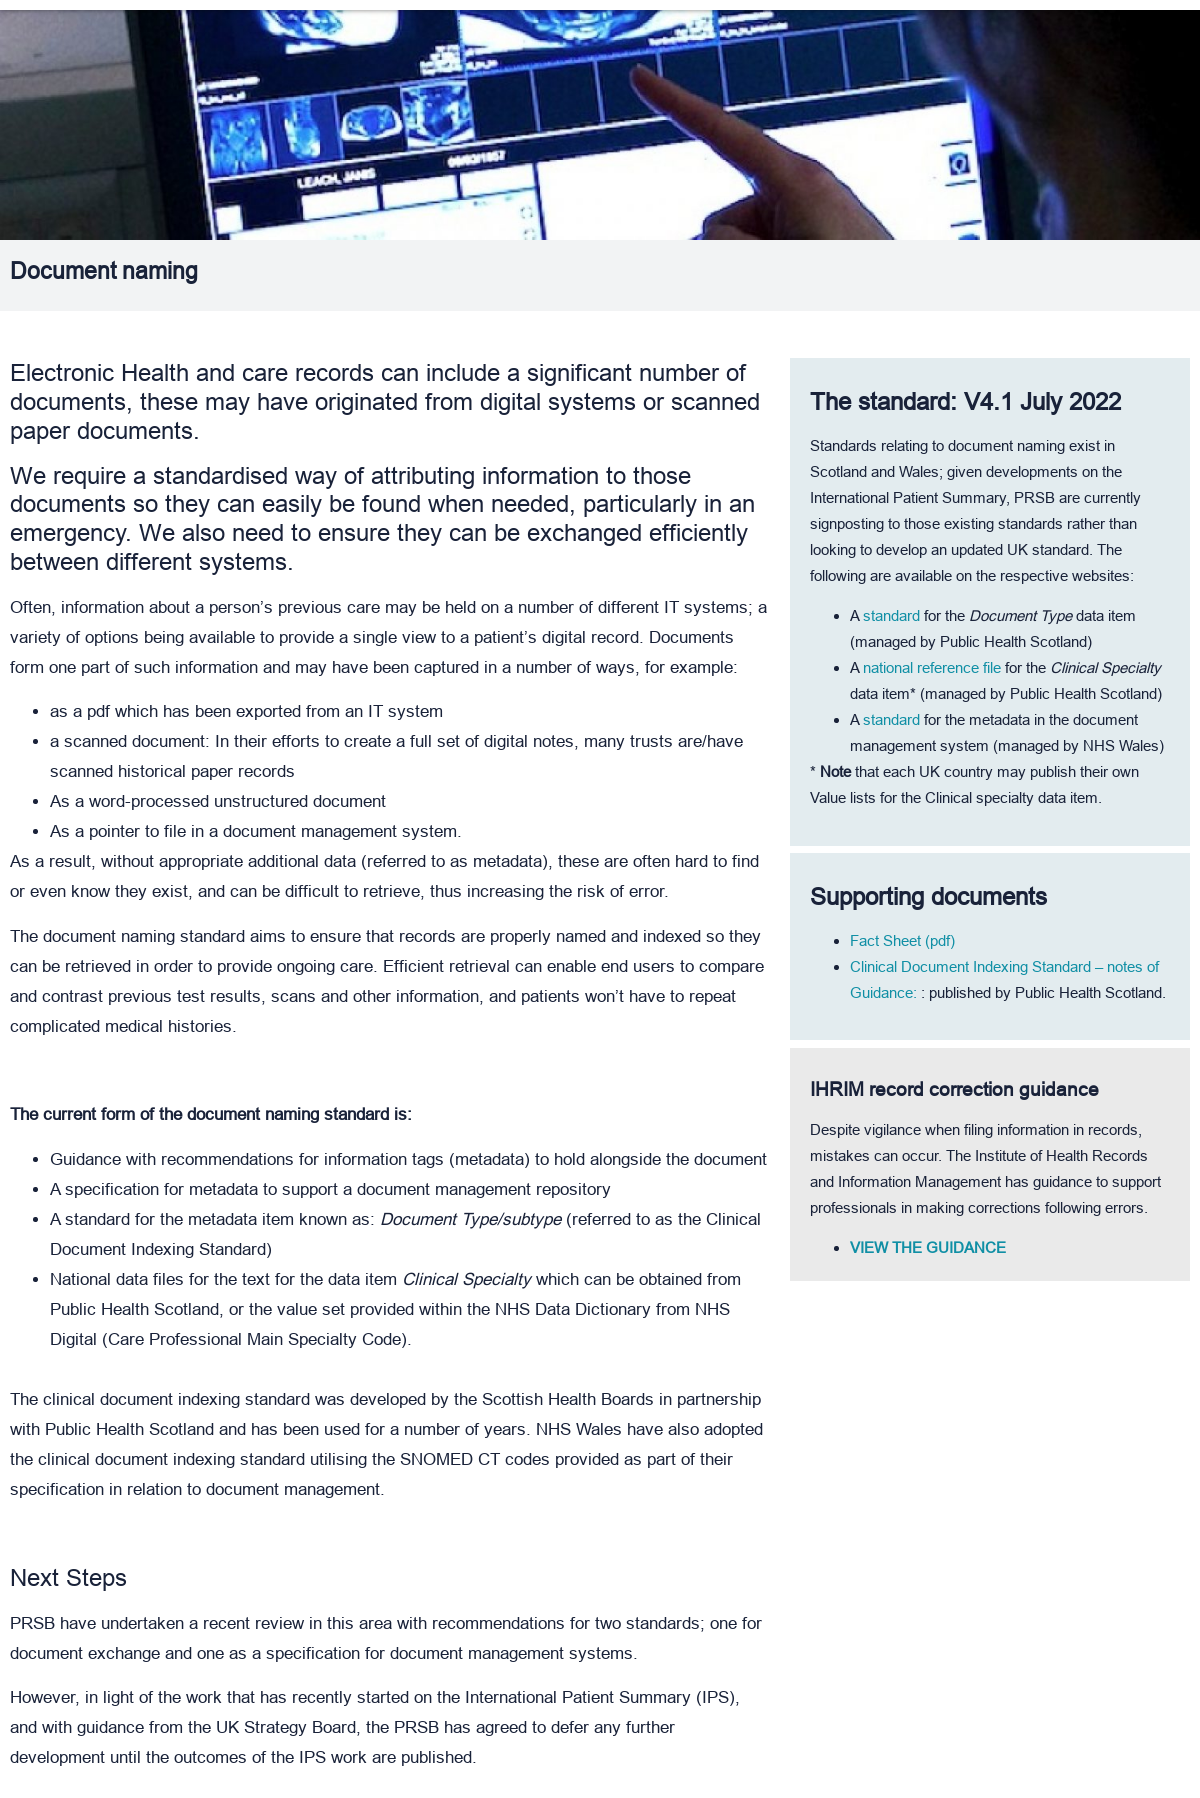 LEACH, JANIS
Document naming
Electronic Health and care records can include a significant number of
documents, these may have originated from digital systems or scanned
paper documents.
We require a standardised way of attributing information to those
documents so they can easily be found when needed, particularly in an
emergency. We also need to ensure they can be exchanged efficiently
between different systems.
Often, information about a person’s previous care may be held on a number of different IT systems; a
variety of options being available to provide a single view to a patient’s digital record. Documents
form one part of such information and may have been captured in a number of ways, for example:
• as a pdf which has been exported from an IT system
• a scanned document: In their efforts to create a full set of digital notes, many trusts are/have
scanned historical paper records
• As a word-processed unstructured document
• As a pointer to file in a document management system.
As a result, without appropriate additional data (referred to as metadata), these are often hard to find
or even know they exist, and can be difficult to retrieve, thus increasing the risk of error.
The document naming standard aims to ensure that records are properly named and indexed so they
can be retrieved in order to provide ongoing care. Efficient retrieval can enable end users to compare
and contrast previous test results, scans and other information, and patients won’t have to repeat
complicated medical histories.
The current form of the document naming standard is:
• Guidance with recommendations for information tags (metadata) to hold alongside the document
• A specification for metadata to support a document management repository
• A standard for the metadata item known as: Document Type/subtype (referred to as the Clinical
Document Indexing Standard)
• National data files for the text for the data item Clinical Specialty which can be obtained from
Public Health Scotland, or the value set provided within the NHS Data Dictionary from NHS
Digital (Care Professional Main Specialty Code).
The clinical document indexing standard was developed by the Scottish Health Boards in partnership
with Public Health Scotland and has been used for a number of years. NHS Wales have also adopted
the clinical document indexing standard utilising the SNOMED CT codes provided as part of their
specification in relation to document management.
Next Steps
PRSB have undertaken a recent review in this area with recommendations for two standards; one for
document exchange and one as a specification for document management systems.
However, in light of the work that has recently started on the International Patient Summary (IPS),
and with guidance from the UK Strategy Board, the PRSB has agreed to defer any further
development until the outcomes of the IPS work are published.
The standard: V4.1 July 2022
Standards relating to document naming exist in
Scotland and Wales; given developments on the
International Patient Summary, PRSB are currently
signposting to those existing standards rather than
looking to develop an updated UK standard. The
following are available on the respective websites:
• A standard for the Document Type data item
(managed by Public Health Scotland)
• A national reference file for the Clinical Specialty
data item* (managed by Public Health Scotland)
• A standard for the metadata in the document
management system (managed by NHS Wales)
* Note that each UK country may publish their own
Value lists for the Clinical specialty data item.
Supporting documents
• Fact Sheet (pdf)
• Clinical Document Indexing Standard – notes of
Guidance: : published by Public Health Scotland.
IHRIM record correction guidance
Despite vigilance when filing information in records,
mistakes can occur. The Institute of Health Records
and Information Management has guidance to support
professionals in making corrections following errors.
• VIEW THE GUIDANCE